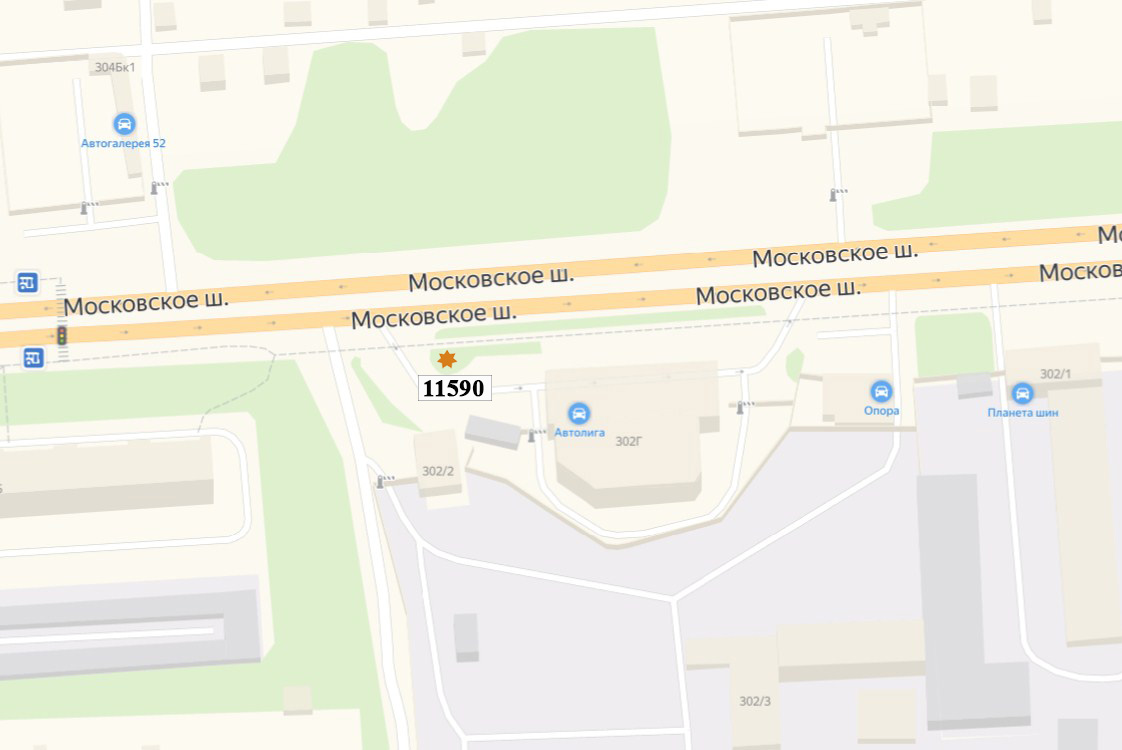 304Бк1
Автогалерея 52
Московское ш.
Московское ш.
Московское ш.
Мо
Московское ш.
Московское ш.
Москов
11590
302/1
Автолига
302Г
Опора
Планета шин
302/2
302/3